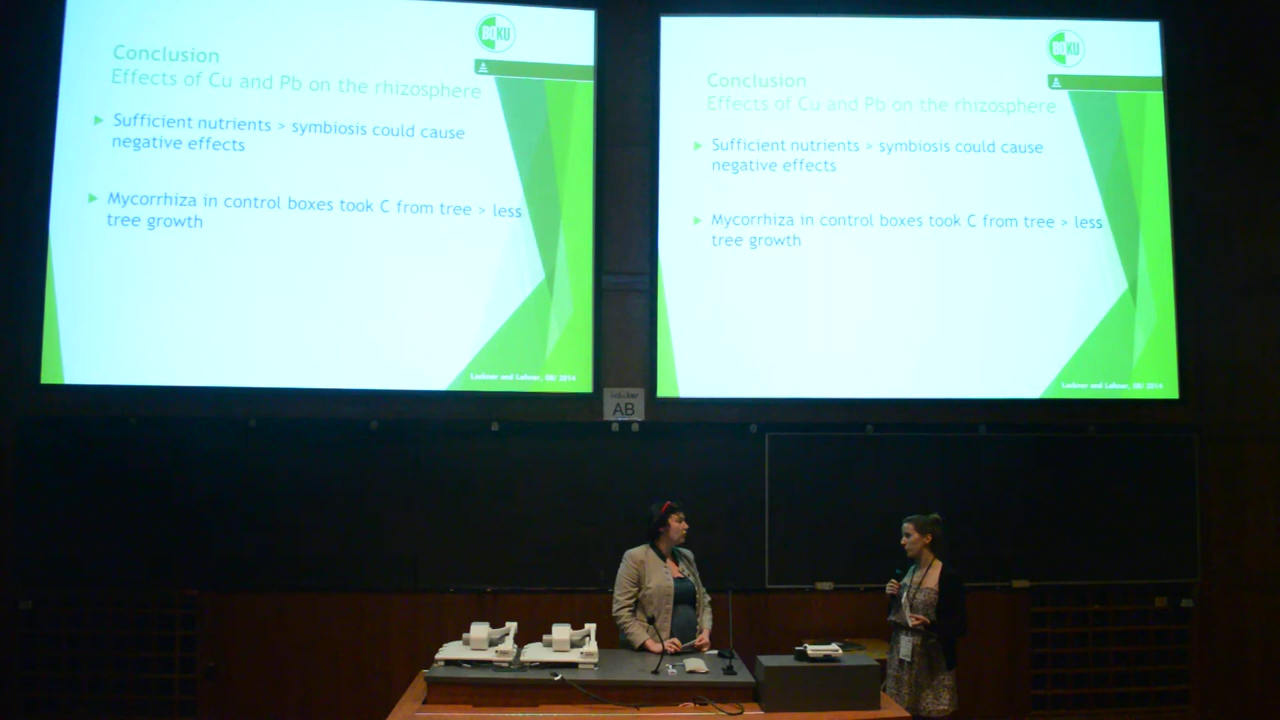 BOKU
Conclusion
Effects of Cu and Pb on the rhizosphere
Sufficient nutrients > symbiosis could cause
negative effects
Mycorrhiza in control boxes took C from tree > less
tree growth
BOKU
Conclusion
Effects of Cu and Pb on the rhizosphere
Sufficient nutrients > symbiosis could cause
negative effects
Mycorrhiza in control boxes took C from tree > less
tree growth
AB